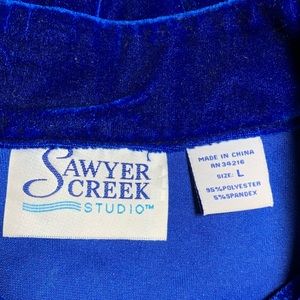 SAWYER
CREEK
STUDIO™
MADE IN CHINA
RN 34216
SIZE: L
95%POLYESTER
5%SPANDEX